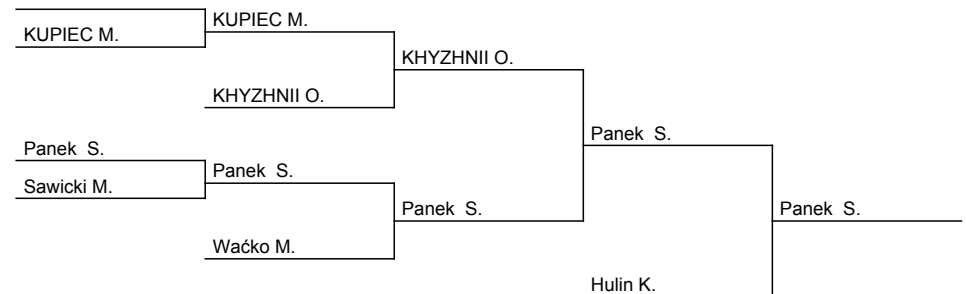 KUPIEC M.
KUPIEC M.
KHYZHNII O.
KHYZHNII O.
Panek  S.
Panek  S.
Sawicki M.
Panek  S.
Panek  S.
Panek  S.
Waćko M.
Hulin K.